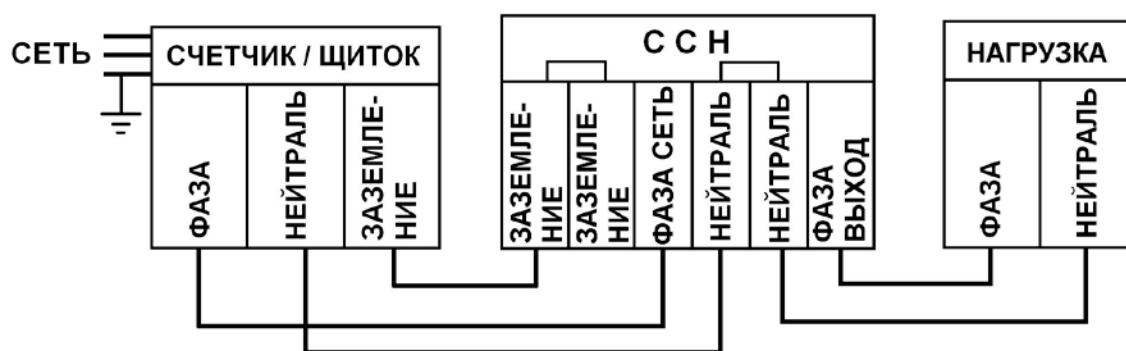 СЕТЬ
СЧЕТЧИК / ЩИТОК
ФАЗА
НЕЙТРАЛЬ
ЗАЗЕМЛЕ-
НИЕ
С С Н
ЗАЗЕМЛЕ-
НИЕ
ЗАЗЕМЛЕ-
НИЕ
ФАЗА СЕТЬ
НЕЙТРАЛЬ
НЕЙТРАЛЬ
ФАЗА
ВЫХОД
НАГРУЗКА
ФАЗА
НЕЙТРАЛЬ